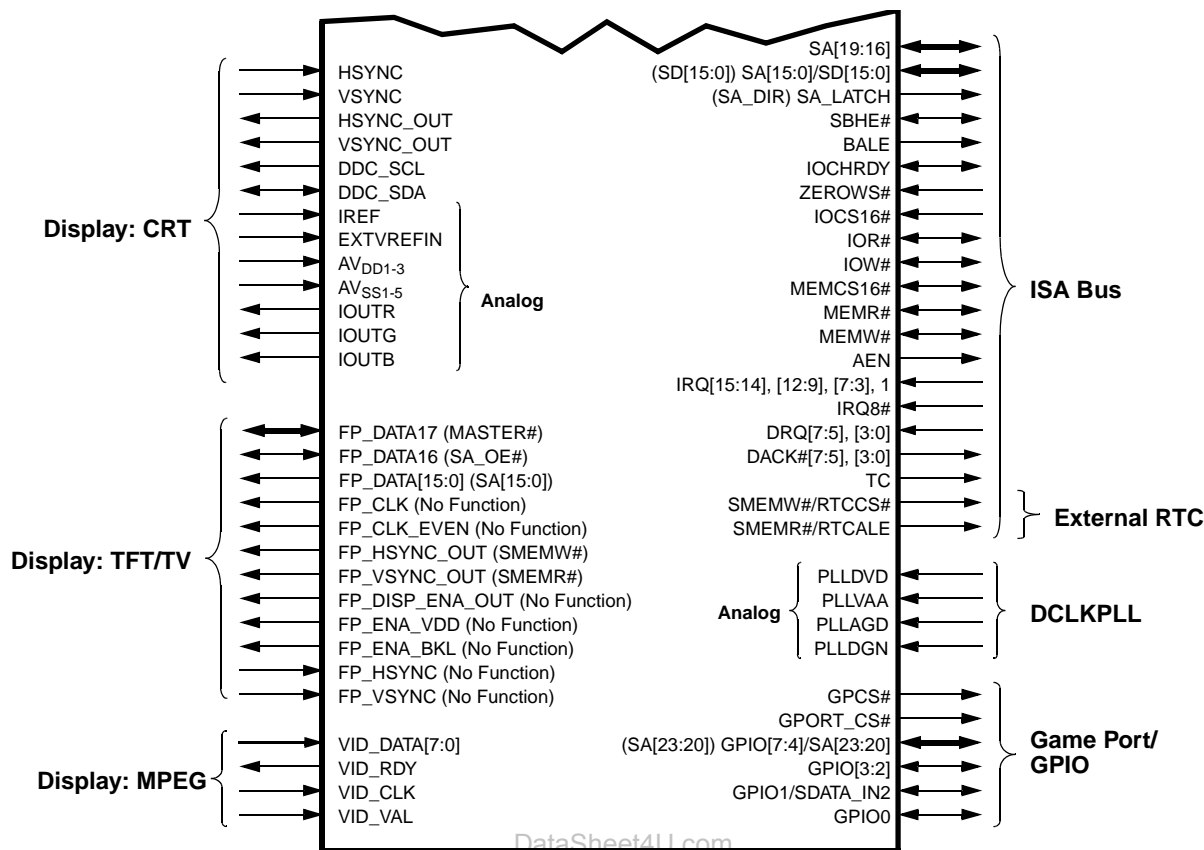 Display: CRT
HSYNC
VSYNC
HSYNC_OUT
VSYNC_OUT
DDC_SCL
DDC_SDA
IREF
EXTVREFIN
AVDD1-3
AVSS1-5
IOUTR
IOUTG
IOUTB
Analog
Display: TFT/TV
FP_DATA17 (MASTER#)
FP_DATA16 (SA_OE#)
FP_DATA[15:0] (SA[15:0])
FP_CLK (No Function)
FP_CLK_EVEN (No Function)
FP_HSYNC_OUT (SMEMW#)
FP_VSYNC_OUT (SMEMR#)
FP_DISP_ENA_OUT (No Function)
FP_ENA_VDD (No Function)
FP_ENA_BKL (No Function)
FP_HSYNC (No Function)
FP_VSYNC (No Function)
Display: MPEG
VID_DATA[7:0]
VID_RDY
VID_CLK
VID_VAL
SA[19:16]
(SD[15:0]) SA[15:0]/SD[15:0]
(SA_DIR) SA_LATCH
SBHE#
BALE
IOCHRDY
ZEROWS#
IOCS16#
IOR#
IOW#
MEMCS16#
MEMR#
MEMW#
AEN
IRQ[15:14], [12:9], [7:3], 1
IRQ8#
DRQ[7:5], [3:0]
DACK#[7:5], [3:0]
TC
SMEMW#/RTCCS#
SMEMR#/RTCALE
ISA Bus
External RTC
Analog
PLLDVD
PLLVAA
PLLAGD
PLLDGN
DCLKPLL
GPCS#
GPORT_CS#
(SA[23:20]) GPIO[7:4]/SA[23:20]
GPIO[3:2]
GPIO1/SDATA_IN2
GPIO0
Game Port/
GPIO
DataSheet4U.com